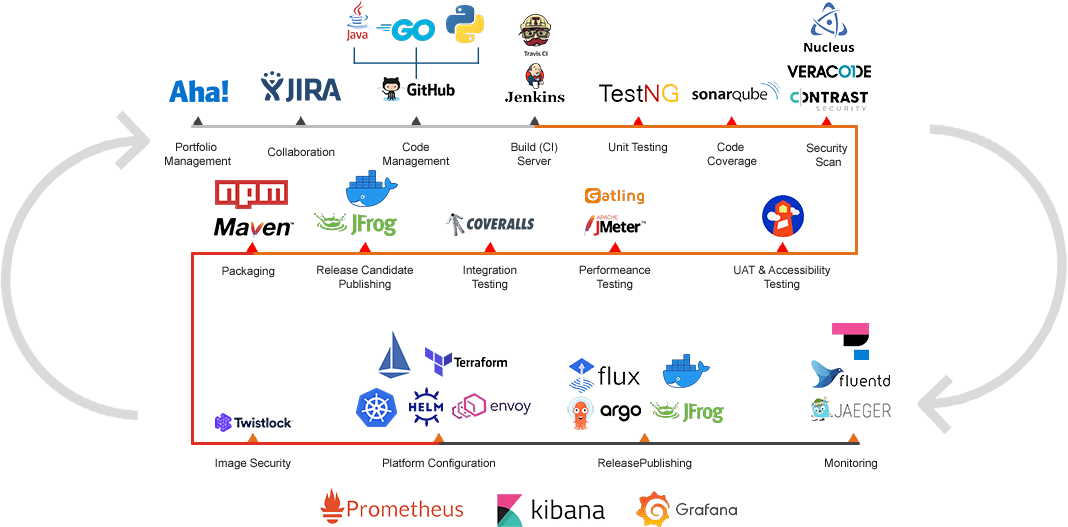 Java
GO
Travis CI
Nucleus
Aha!
JIRA
GitHub
Jenkins
TestNG
sonarqube
VERACODE
CONTRAST
SECURITY
Portfolio
Management
Collaboration
Code
Management
Build (CI)
Server
Unit Testing
Code
Coverage
Security
Scan
npm
Maven™
JFrog
COVERALLS
Gatling
APACHE
JMeter™
Packaging
Release Candidate
Publishing
Integration
Testing
Performeance
Testing
UAT & Accessibility
Testing
Terraform
flux
fluentd
HELM
envoy
argo
JFrog
JAEGER
Twistlock
Image Security
Platform Configuration
ReleasePublishing
Monitoring
Prometheus
kibana
Grafana